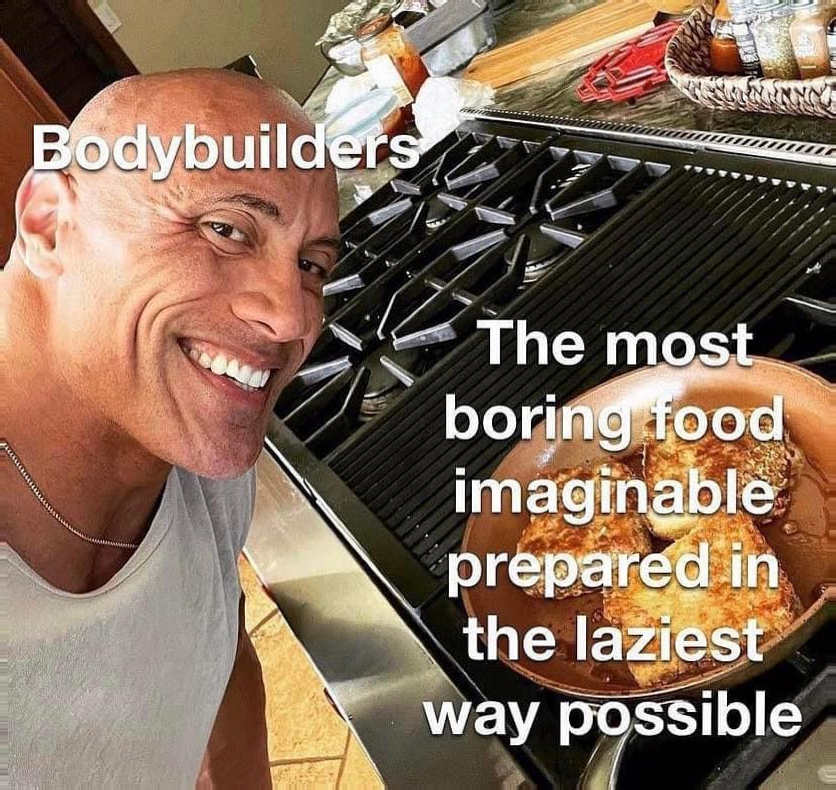 Bodybuilders
The most
boring food
imaginable
prepared in
the laziest
way possible